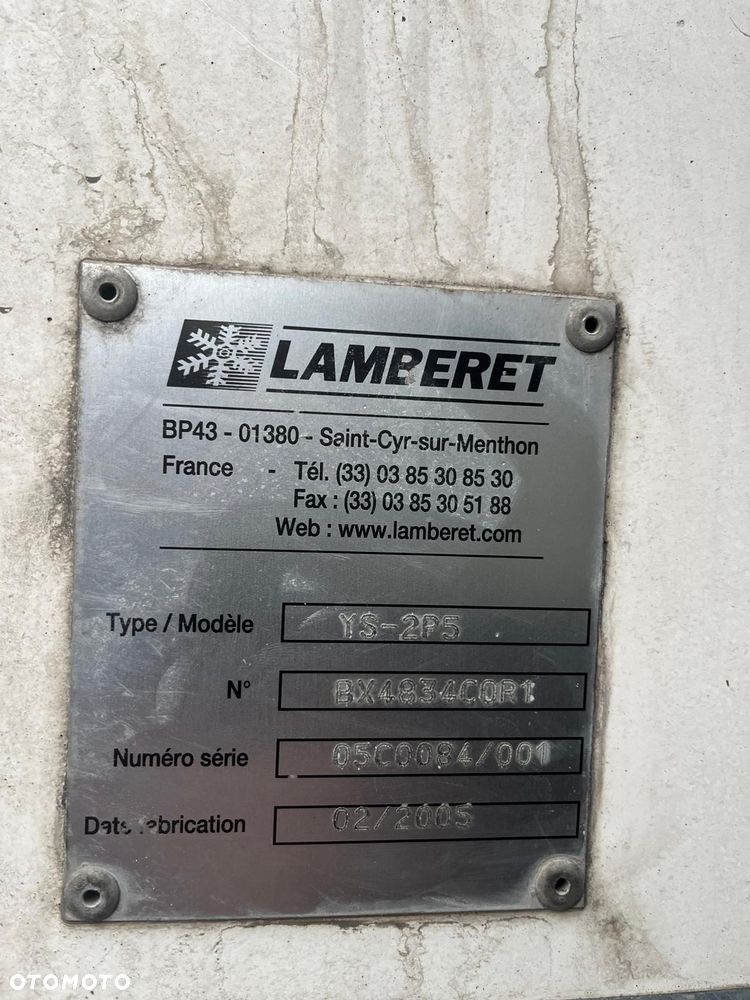 LAMBERET
BP43 - 01380 - Saint-Cyr-sur-Menthon
France - Tél. (33) 03 85 30 85 30
Fax : (33) 03 85 30 51 88
Web : www.lamberet.com
Type / Modèle YS-2P5
N° BX4834C0R1
Numéro série 05C0084/001
Date fabrication 02/2005
OTOMOTO